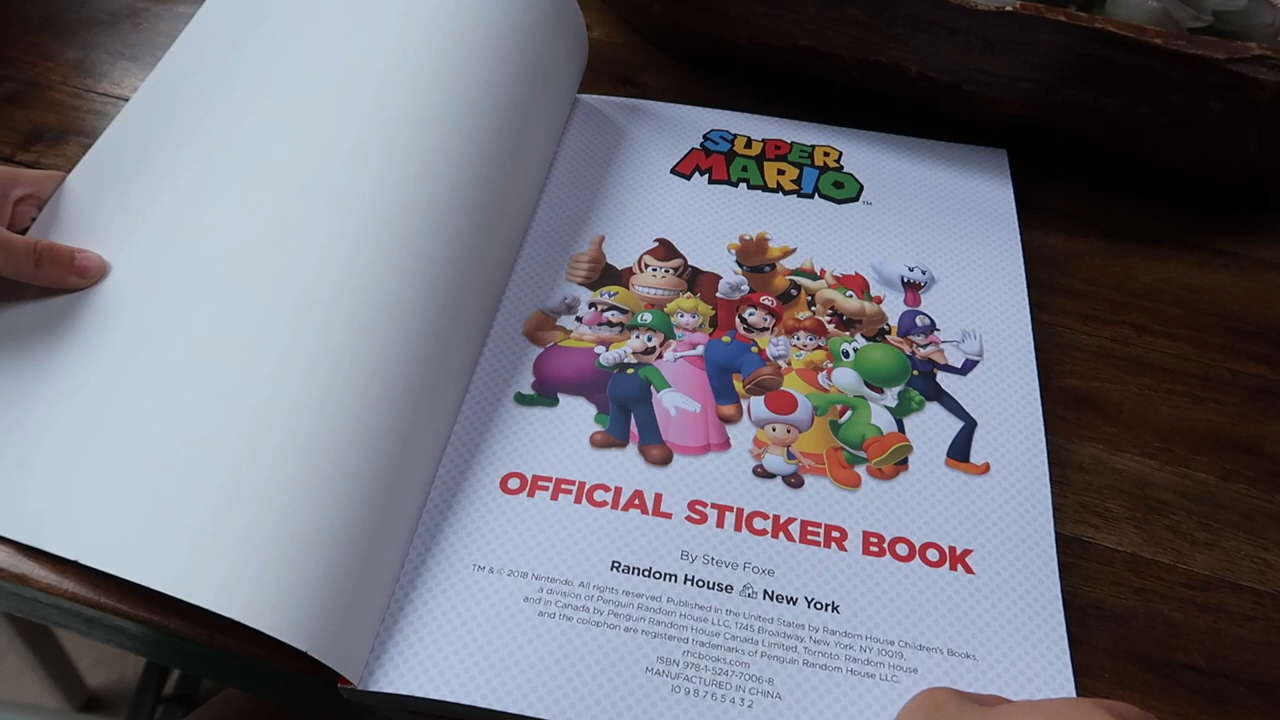 SUPER
MARIO™
W
M
L
OFFICIAL STICKER BOOK
By Steve Foxe
Random House New York
TM & © 2018 Nintendo. All rights reserved. Published in the United States by Random House Children's Books,
a division of Penguin Random House LLC, 1745 Broadway, New York, NY 10019,
and in Canada by Penguin Random House Canada Limited, Tornoto. Random House
and the colophon are registered trademarks of Penguin Random House LLC.
rhcbooks.com
ISBN 978-1-5247-7006-8
MANUFACTURED IN CHINA
10 9 8 7 6 5 4 3 2